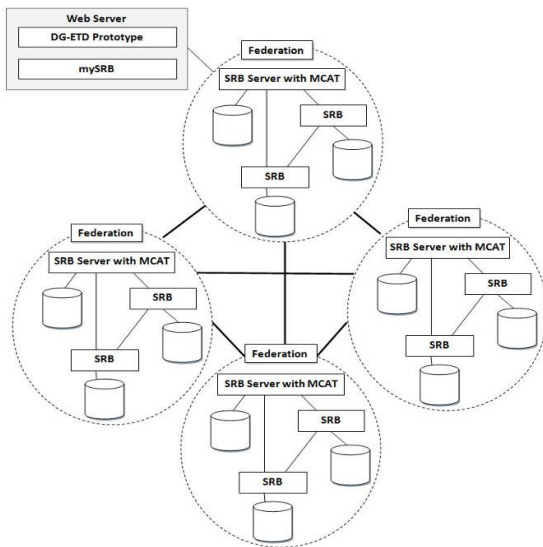 Web Server
DG-ETD Prototype
mySRB
Federation
SRB Server with MCAT
SRB
SRB
Federation
SRB Server with MCAT
SRB
SRB
Federation
SRB Server with MCAT
SRB
SRB
Federation
SRB Server with MCAT
SRB
SRB